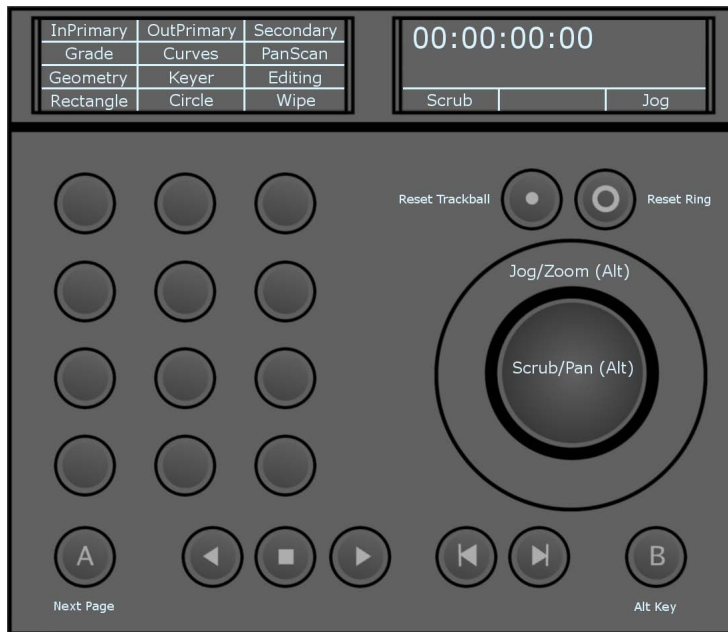 InPrimary OutPrimary Secondary
Grade Curves PanScan
Geometry Keyer Editing
Rectangle Circle Wipe
00:00:00:00
Scrub Jog
Reset Trackball Reset Ring
Jog/Zoom (Alt)
Scrub/Pan (Alt)
A B
Next Page Alt Key